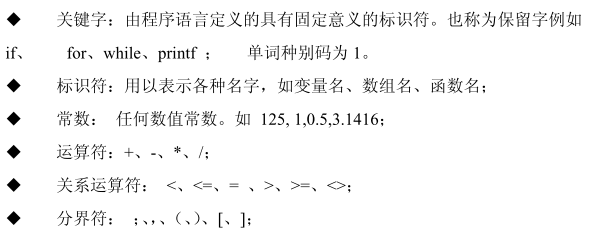 ◆ 关键字：由程序语言定义的具有固定意义的标识符。也称为保留字例如
if、 for、while、printf ； 单词种别码为 1。
◆ 标识符：用以表示各种名字，如变量名、数组名、函数名；
◆ 常数： 任何数值常数。如 125, 1,0.5,3.1416；
◆ 运算符：+、-、*、/；
◆ 关系运算符： <、<=、= 、>、>=、<>；
◆ 分界符： ；、，、（、）、[、]；